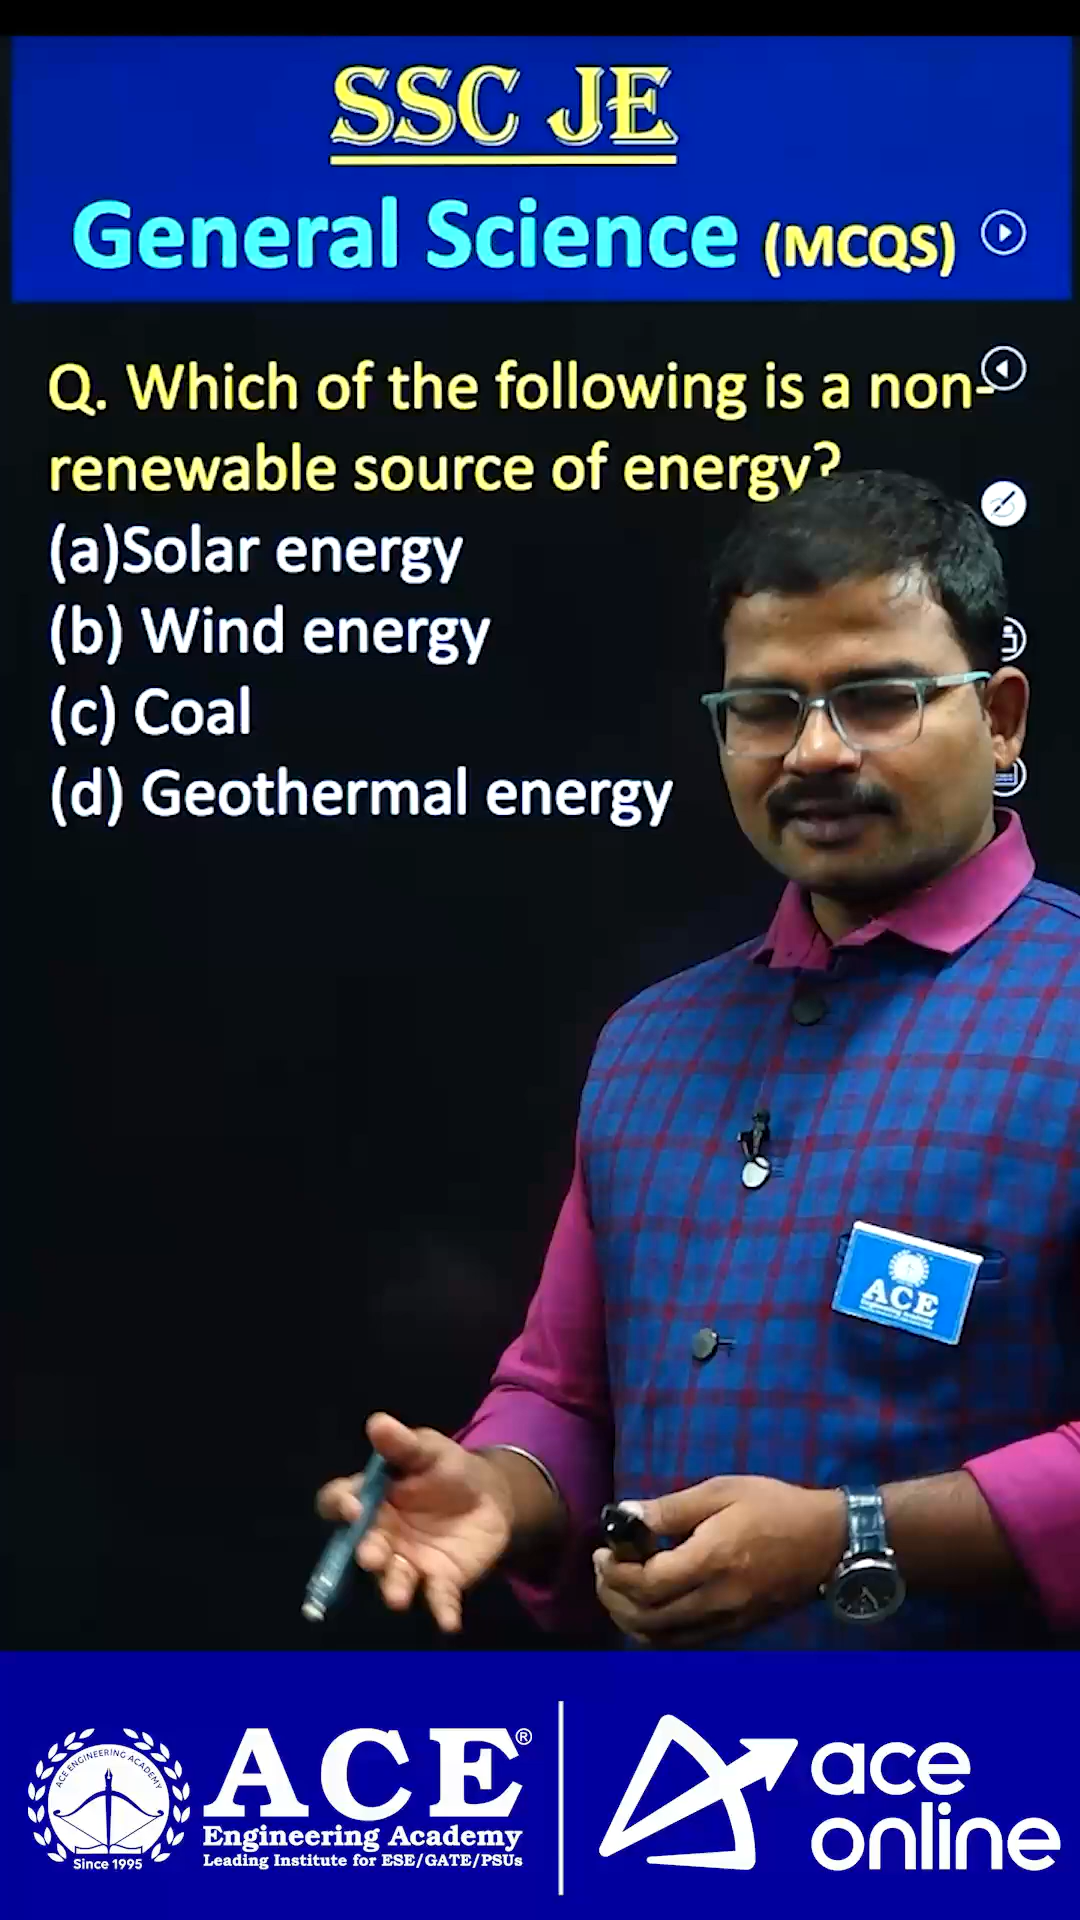 SSC JE
General Science (MCQS)
Q. Which of the following is a non-
renewable source of energy?
(a)Solar energy
(b) Wind energy
(c) Coal
(d) Geothermal energy
ACE
Engineering Academy
ACE ENGINEERING ACADEMY
Since 1995
ACE®
Engineering Academy
Leading Institute for ESE/GATE/PSUs
ace
online